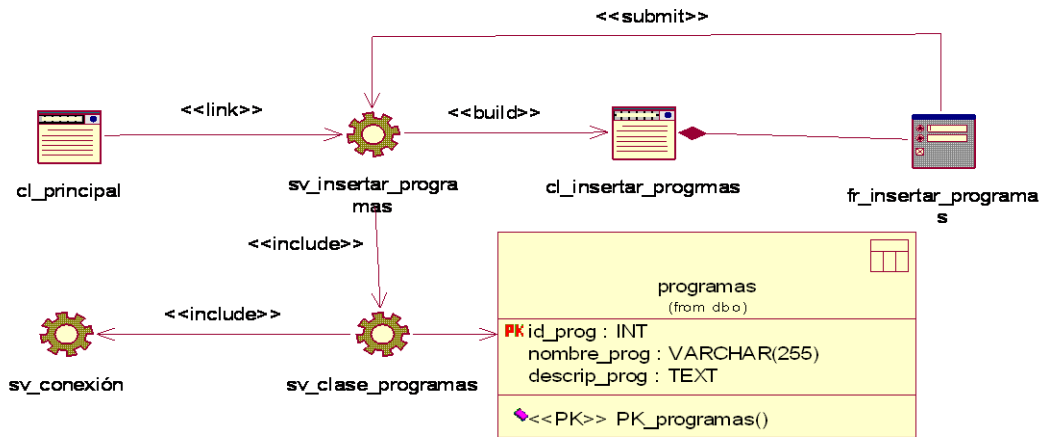 <<submit>>
<<link>>
<<build>>
cl_principal
sv_insertar_progra
mas
cl_insertar_progrmas
fr_insertar_programa
s
<<include>>
programas
(from dbo)
<<include>>
PK id_prog : INT
nombre_prog : VARCHAR(255)
descrip_prog : TEXT
sv_conexión
sv_clase_programas
<<PK>> PK_programas()